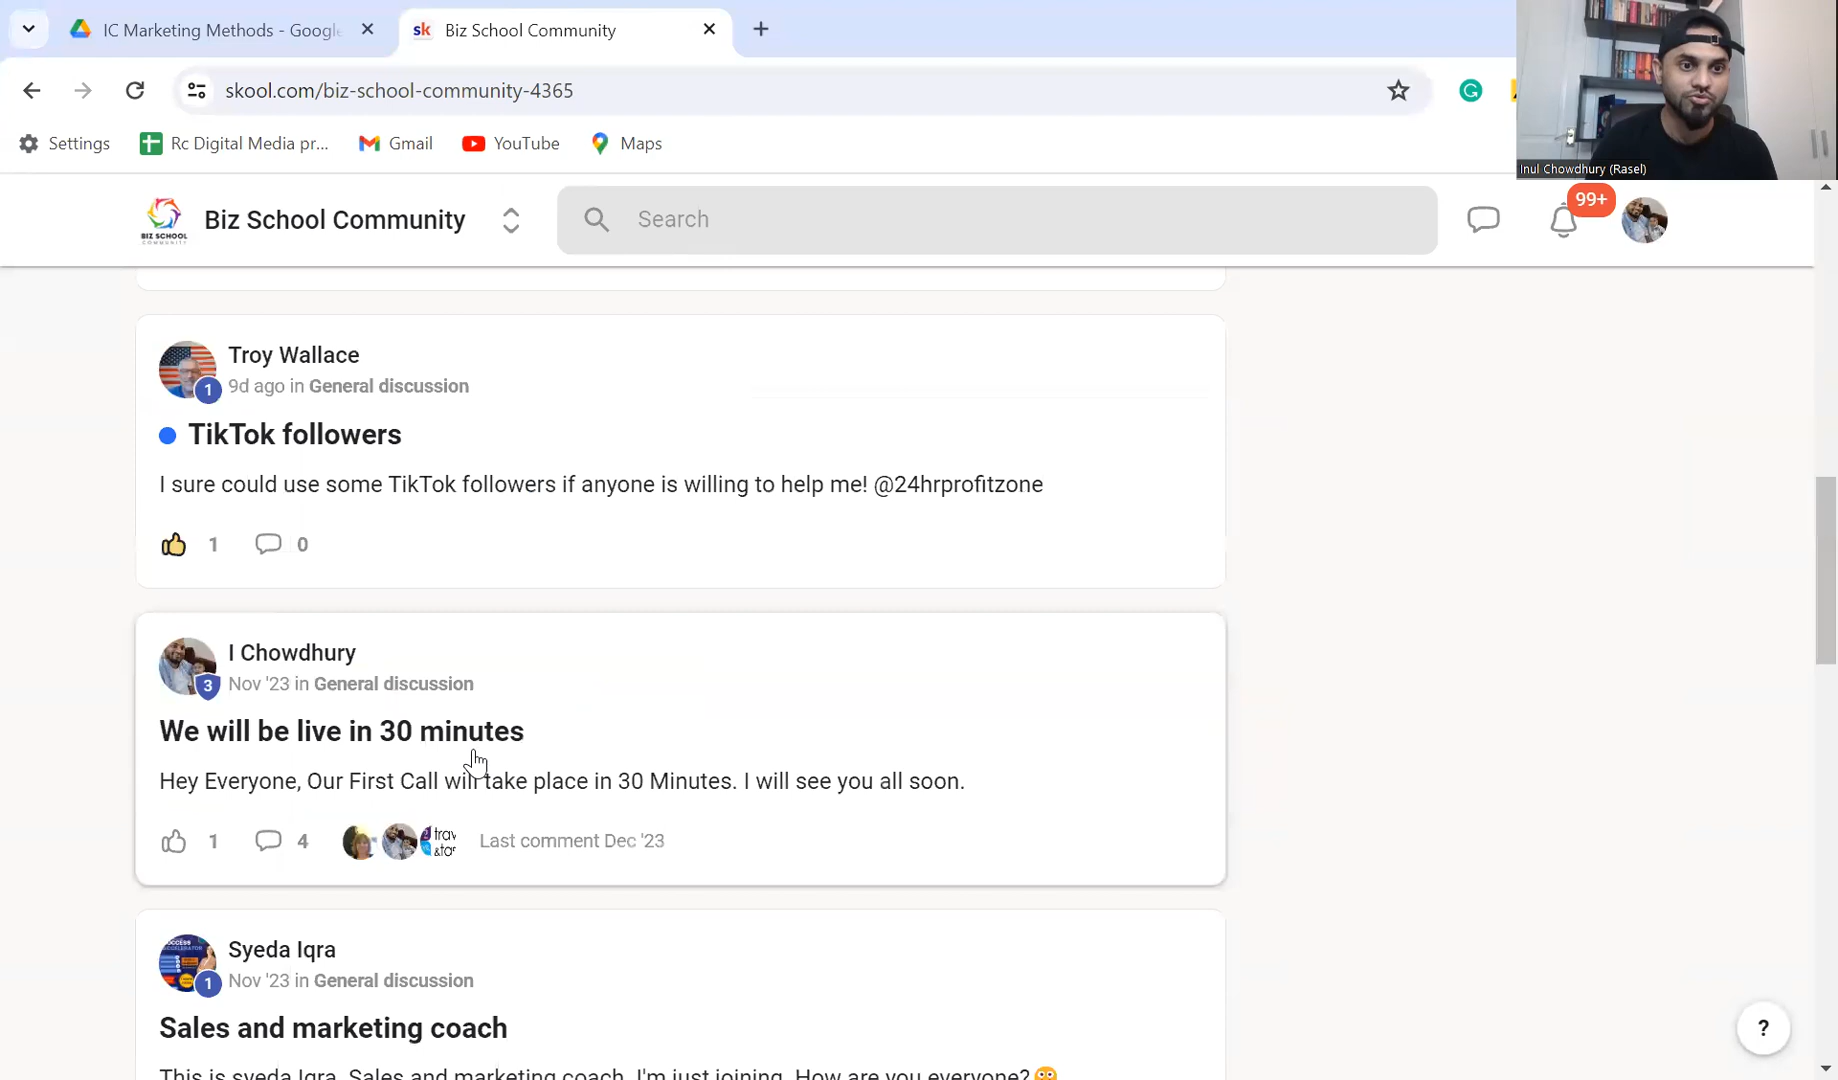 IC Marketing Methods - Google
sk Biz School Community
skool.com/biz-school-community-4365
Settings Rc Digital Media pr... Gmail YouTube Maps
Inul Chowdhury (Rasel)
BIZ SCHOOL
COMMUNITY
Biz School Community
Search
99+
Troy Wallace
1
9d ago in General discussion
TikTok followers
I sure could use some TikTok followers if anyone is willing to help me! @24hrprofitzone
1 0
I Chowdhury
3
Nov '23 in General discussion
We will be live in 30 minutes
Hey Everyone, Our First Call will take place in 30 Minutes. I will see you all soon.
1 4 Last comment Dec '23
Syeda Iqra
1
Nov '23 in General discussion
Sales and marketing coach
This is syeda Iqra, Sales and marketing coach, I'm just joining. How are you everyone?😳
?